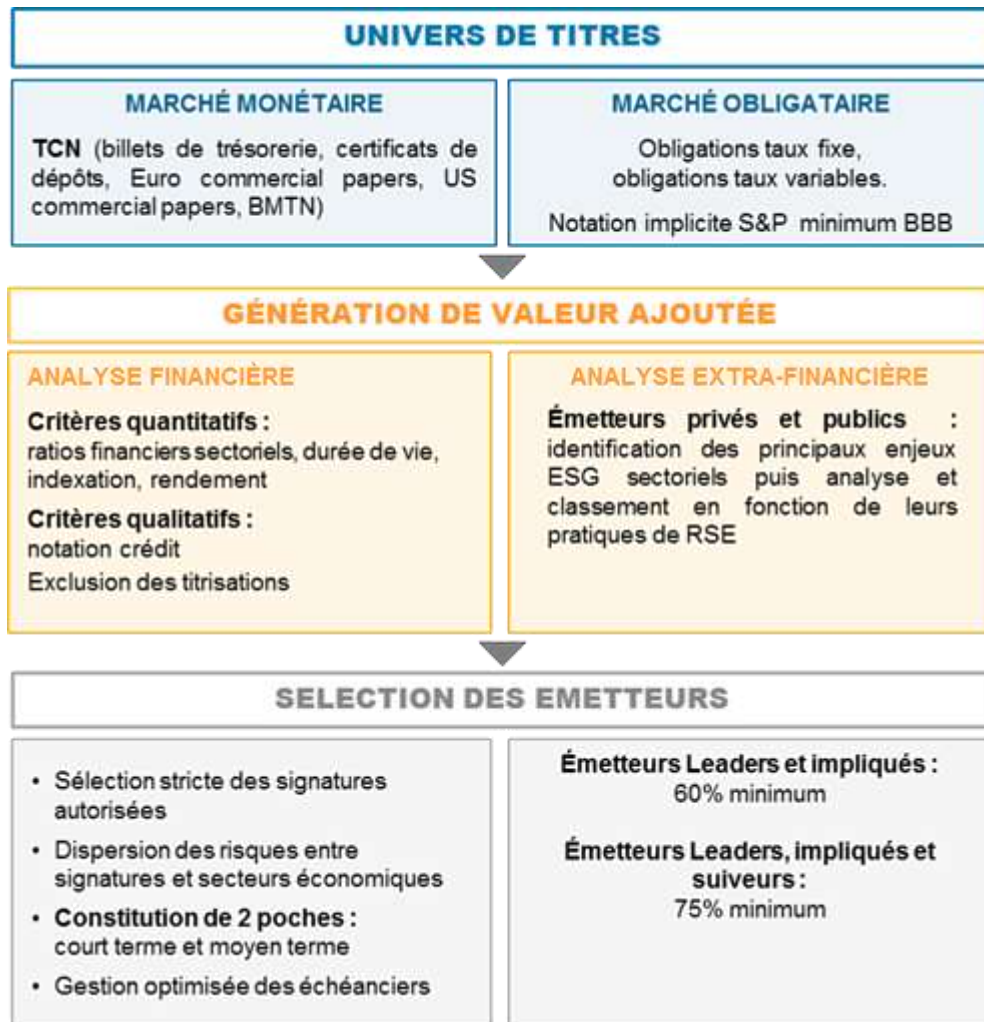 UNIVERS DE TITRES
MARCHÉ MONÉTAIRE
TCN (billets de trésorerie, certificats de
dépôts, Euro commercial papers, US
commercial papers, BMTN)
MARCHÉ OBLIGATAIRE
Obligations taux fixe,
obligations taux variables.
Notation implicite S&P minimum BBB
GÉNÉRATION DE VALEUR AJOUTÉE
ANALYSE FINANCIÈRE
Critères quantitatifs :
ratios financiers sectoriels, durée de vie,
indexation, rendement
Critères qualitatifs :
notation crédit
Exclusion des titrisations
ANALYSE EXTRA-FINANCIÈRE
Émetteurs privés et publics :
identification des principaux enjeux
ESG sectoriels puis analyse et
classement en fonction de leurs
pratiques de RSE
SELECTION DES EMETTEURS
• Sélection stricte des signatures
autorisées
• Dispersion des risques entre
signatures et secteurs économiques
• Constitution de 2 poches :
court terme et moyen terme
• Gestion optimisée des échéanciers
Émetteurs Leaders et impliqués :
60% minimum
Émetteurs Leaders, impliqués et
suiveurs :
75% minimum